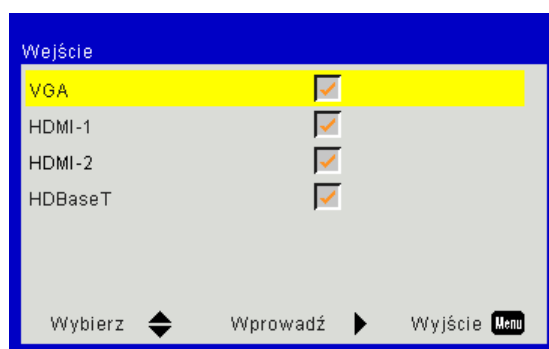 Wejście
VGA
HDMI-1
HDMI-2
HDBaseT
Wybierz Wprowadź Wyjście Menu